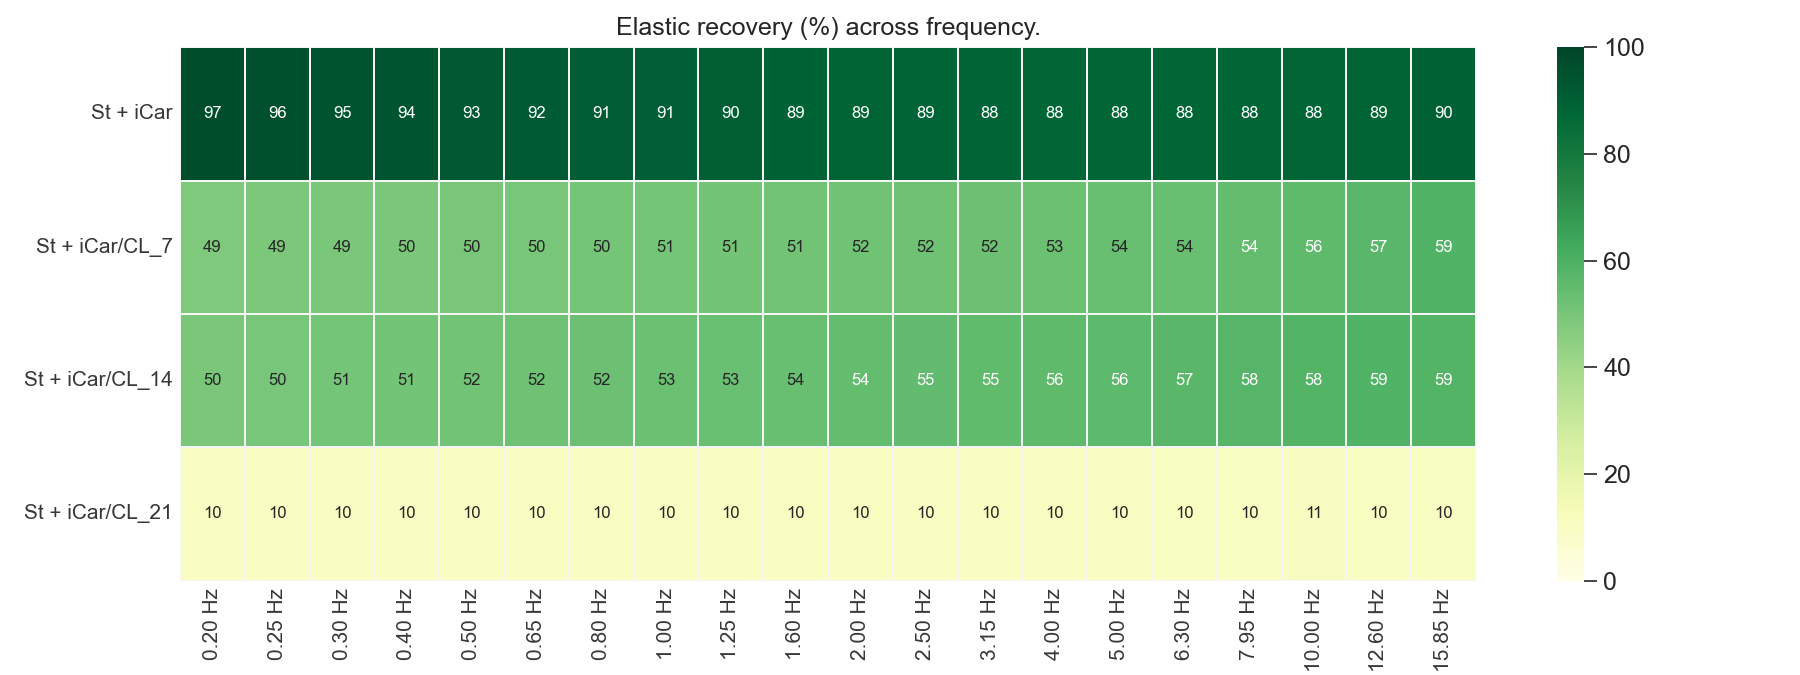 Elastic recovery (%) across frequency.
St + iCar 97 96 95 94 93 92 91 91 90 89 89 89 88 88 88 88 88 88 89 90
St + iCar/CL_7 49 49 49 50 50 50 50 51 51 51 52 52 52 53 54 54 54 56 57 59
St + iCar/CL_14 50 50 51 51 52 52 52 53 53 54 54 55 55 56 56 57 58 58 59 59
St + iCar/CL_21 10 10 10 10 10 10 10 10 10 10 10 10 10 10 10 10 10 11 10 10
0.20 Hz 0.25 Hz 0.30 Hz 0.40 Hz 0.50 Hz 0.65 Hz 0.80 Hz 1.00 Hz 1.25 Hz 1.60 Hz 2.00 Hz 2.50 Hz 3.15 Hz 4.00 Hz 5.00 Hz 6.30 Hz 7.95 Hz 10.00 Hz 12.60 Hz 15.85 Hz
100
80
60
40
20
0